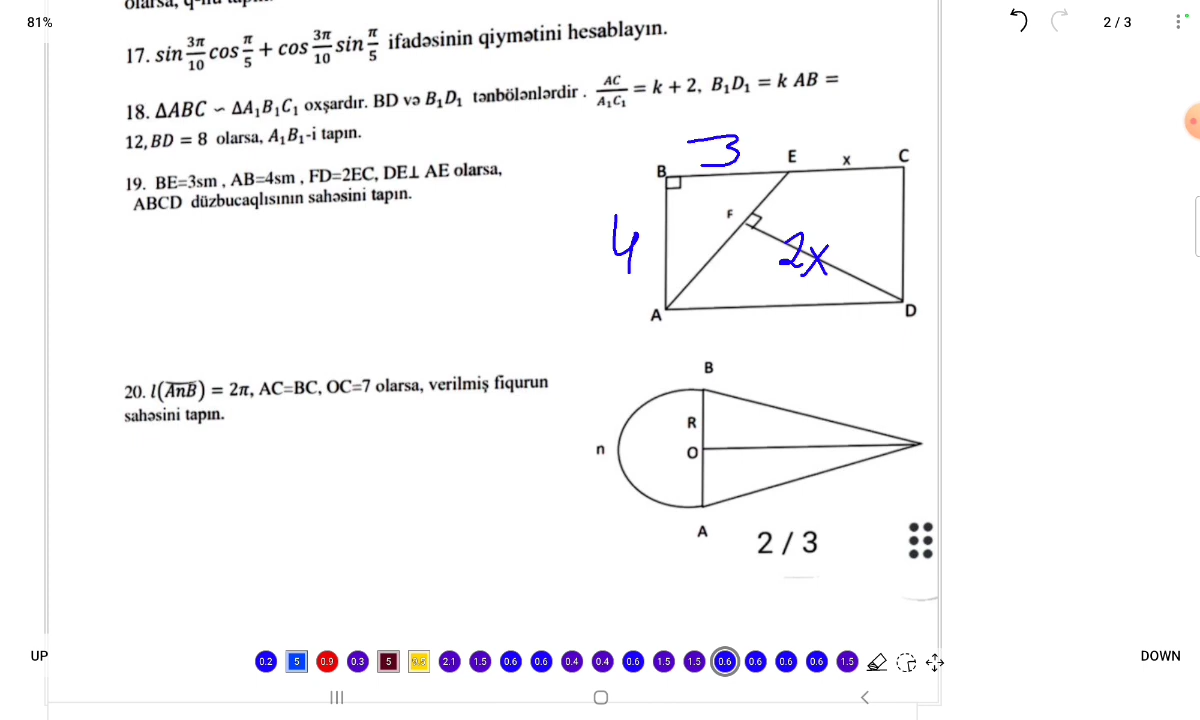 81%
2 / 3
17. sin 3π/10 cos π/5 + cos 3π/10 sin π/5 ifadəsinin qiymətini hesablayın.
18. ΔABC ∽ ΔA₁B₁C₁ oxşardır. BD və B₁D₁ tənbölənlərdir . AC/A₁C₁ = k + 2, B₁D₁ = k AB =
12, BD = 8 olarsa, A₁B₁-i tapın.
19. BE=3sm , AB=4sm , FD=2EC, DE⊥ AE olarsa,
ABCD düzbucaqlısının sahəsini tapın.
3
B E x C
F
4
2x
A D
20. l(AnB) = 2π, AC=BC, OC=7 olarsa, verilmiş fiqurun
sahəsini tapın.
B
R
n
O
A
2 / 3
UP
0.2 5 0.9 0.3 5 9.5 2.1 1.5 0.6 0.6 0.4 0.4 0.6 1.5 1.5 0.6 0.6 0.6 0.6 1.5
DOWN